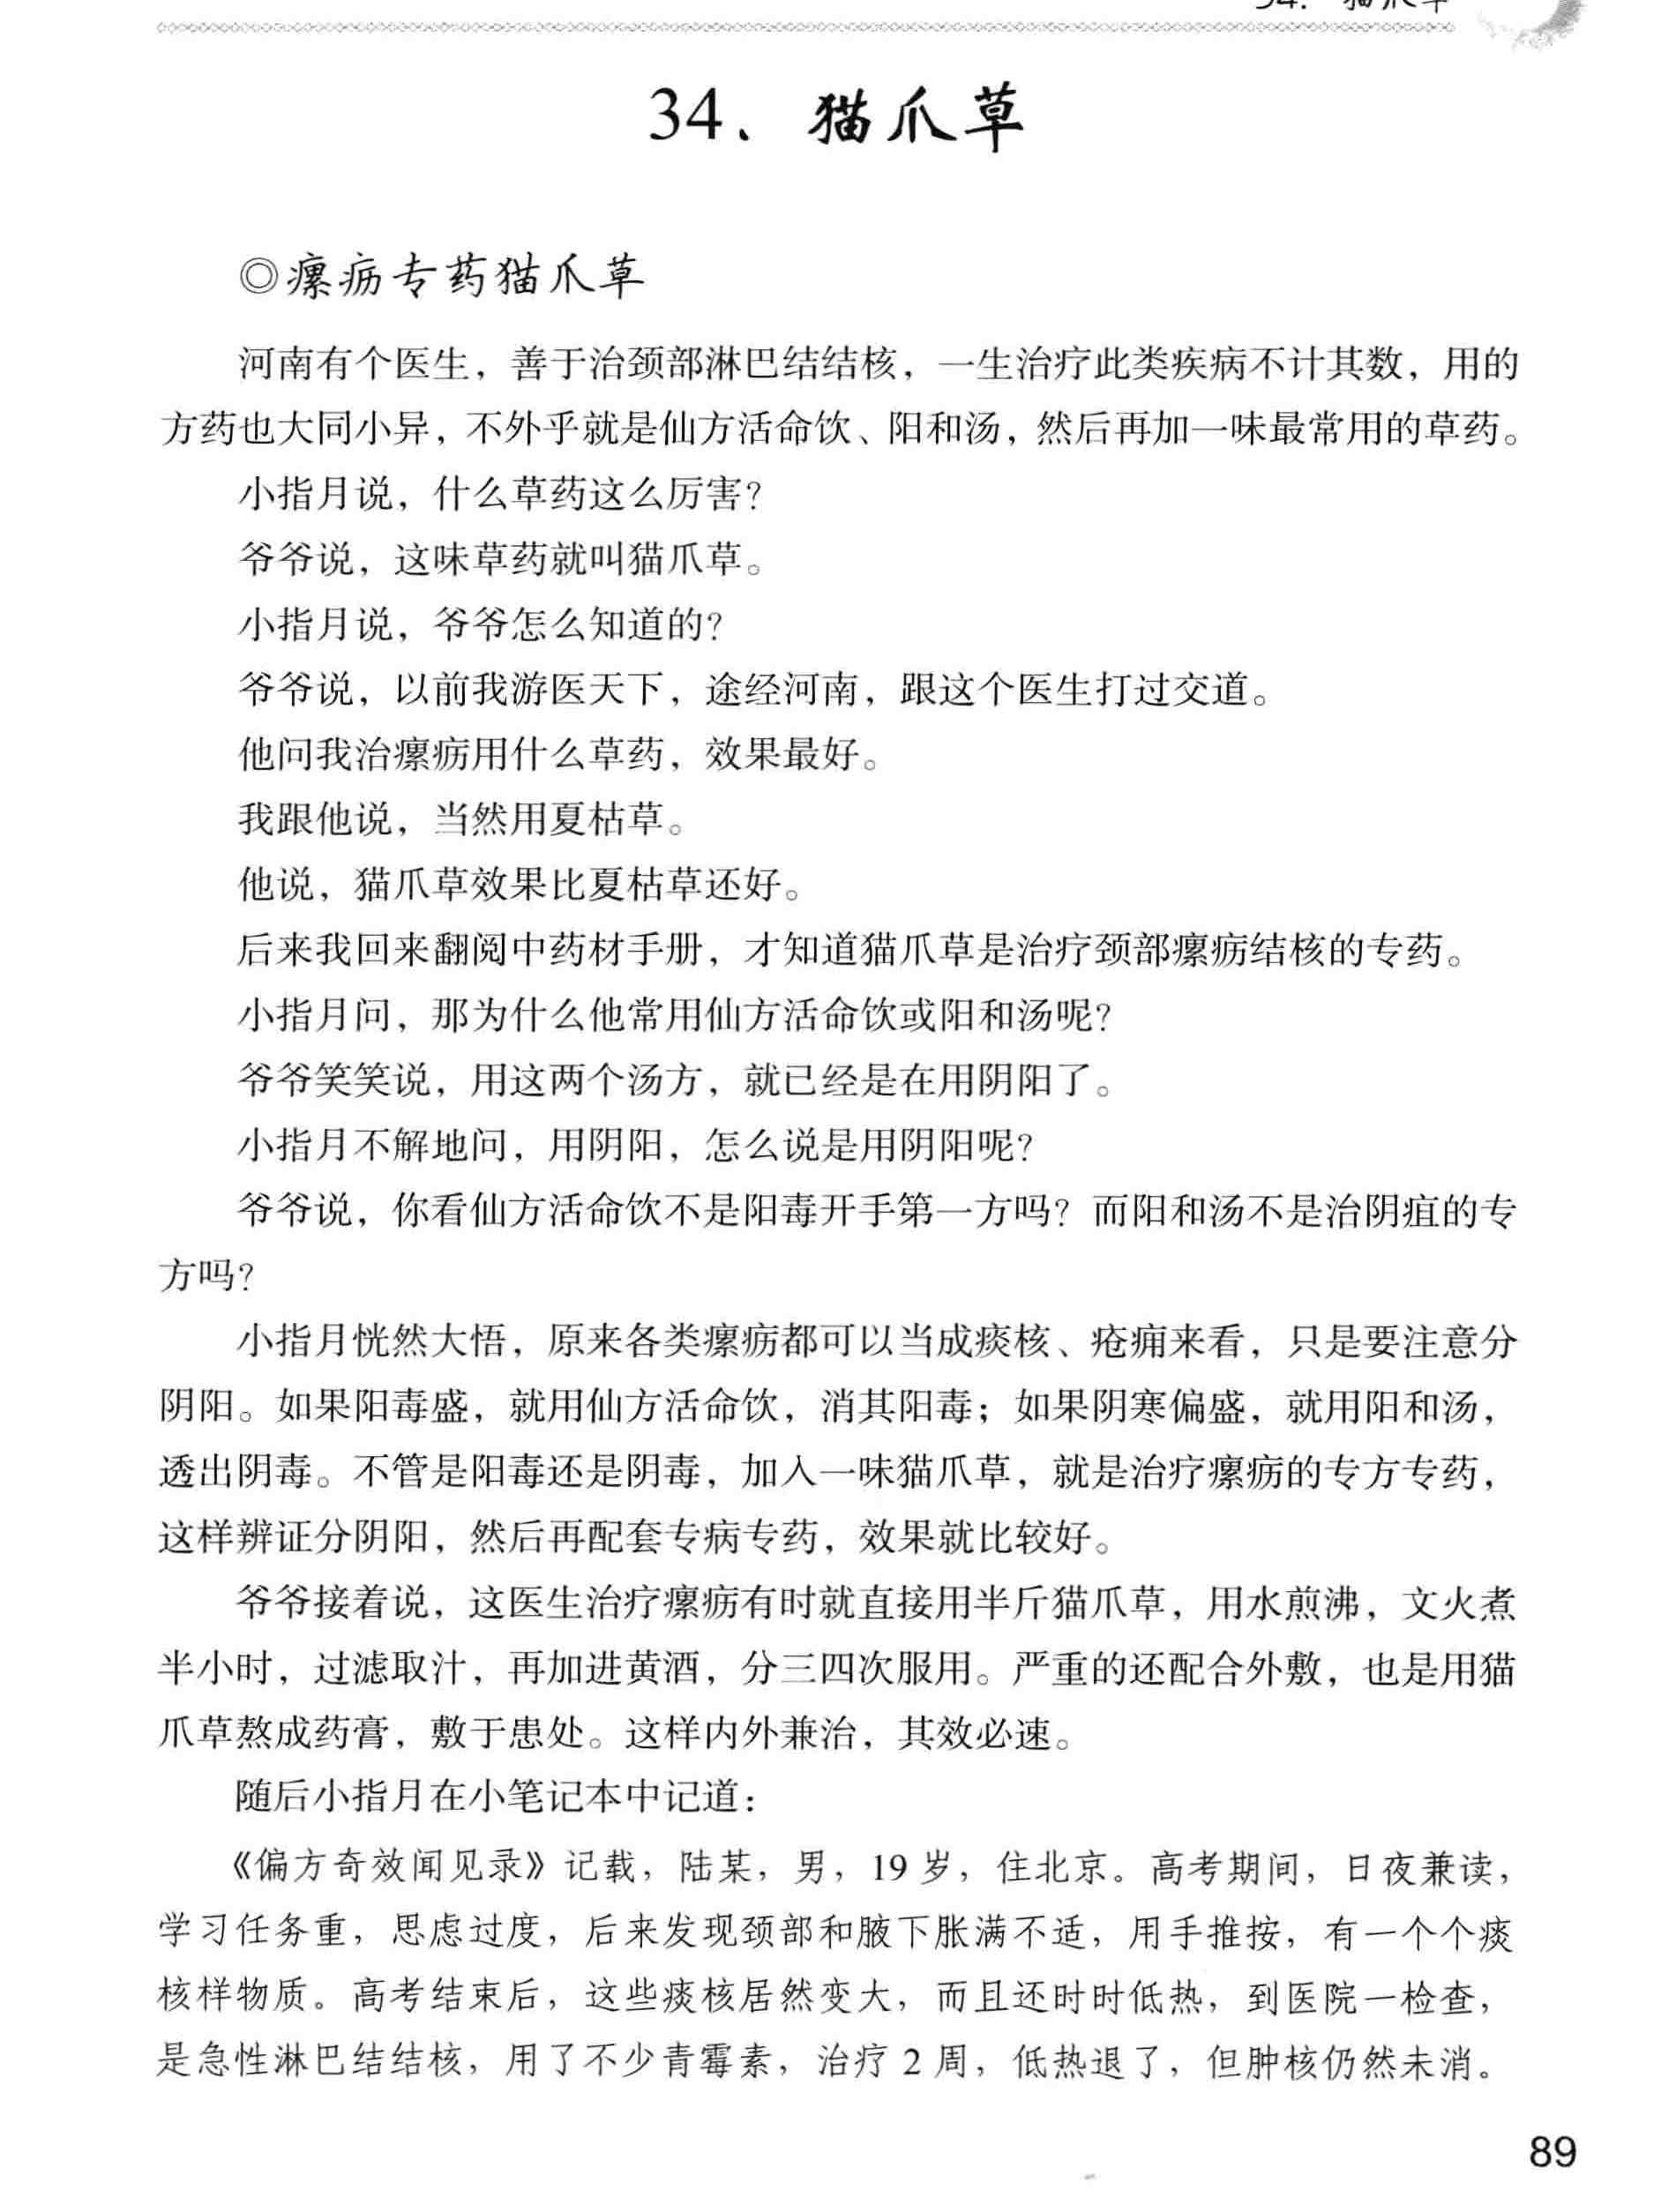 34. 猫爪草
34、猫爪草
◎瘰疬专药猫爪草
河南有个医生，善于治颈部淋巴结结核，一生治疗此类疾病不计其数，用的
方药也大同小异，不外乎就是仙方活命饮、阳和汤，然后再加一味最常用的草药。
小指月说，什么草药这么厉害？
爷爷说，这味草药就叫猫爪草。
小指月说，爷爷怎么知道的？
爷爷说，以前我游医天下，途经河南，跟这个医生打过交道。
他问我治瘰疬用什么草药，效果最好。
我跟他说，当然用夏枯草。
他说，猫爪草效果比夏枯草还好。
后来我回来翻阅中药材手册，才知道猫爪草是治疗颈部瘰疬结核的专药。
小指月问，那为什么他常用仙方活命饮或阳和汤呢？
爷爷笑笑说，用这两个汤方，就已经是在用阴阳了。
小指月不解地问，用阴阳，怎么说是用阴阳呢？
爷爷说，你看仙方活命饮不是阳毒开手第一方吗？而阳和汤不是治阴疽的专
方吗？
小指月恍然大悟，原来各类瘰疬都可以当成痰核、疮痈来看，只是要注意分
阴阳。如果阳毒盛，就用仙方活命饮，消其阳毒；如果阴寒偏盛，就用阳和汤，
透出阴毒。不管是阳毒还是阴毒，加入一味猫爪草，就是治疗瘰疬的专方专药，
这样辨证分阴阳，然后再配套专病专药，效果就比较好。
爷爷接着说，这医生治疗瘰疬有时就直接用半斤猫爪草，用水煎沸，文火煮
半小时，过滤取汁，再加进黄酒，分三四次服用。严重的还配合外敷，也是用猫
爪草熬成药膏，敷于患处。这样内外兼治，其效必速。
随后小指月在小笔记本中记道：
《偏方奇效闻见录》记载，陆某，男，19岁，住北京。高考期间，日夜兼读，
学习任务重，思虑过度，后来发现颈部和腋下胀满不适，用手推按，有一个个痰
核样物质。高考结束后，这些痰核居然变大，而且还时时低热，到医院一检查，
是急性淋巴结结核，用了不少青霉素，治疗2周，低热退了，但肿核仍然未消。
89